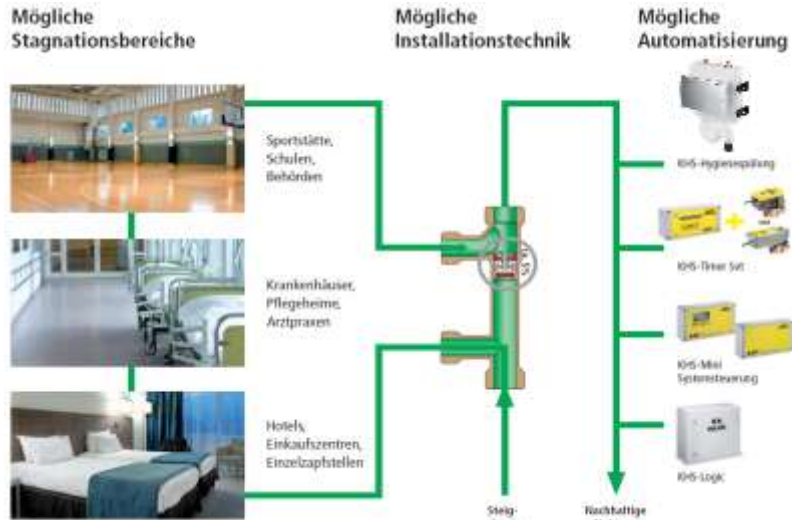 Mögliche
Stagnationsbereiche
Mögliche
Installationstechnik
Mögliche
Automatisierung
Sportstätte,
Schulen,
Behörden
Krankenhäuser,
Pflegeheime,
Arztpraxen
Hotels,
Einkaufszentren,
Einzelzapfstellen
KHS-Hygienespülung
KHS-Timer Set
KHS-Mini
Systemsteuerung
KHS-Logic
Steig-
Nachhaltige